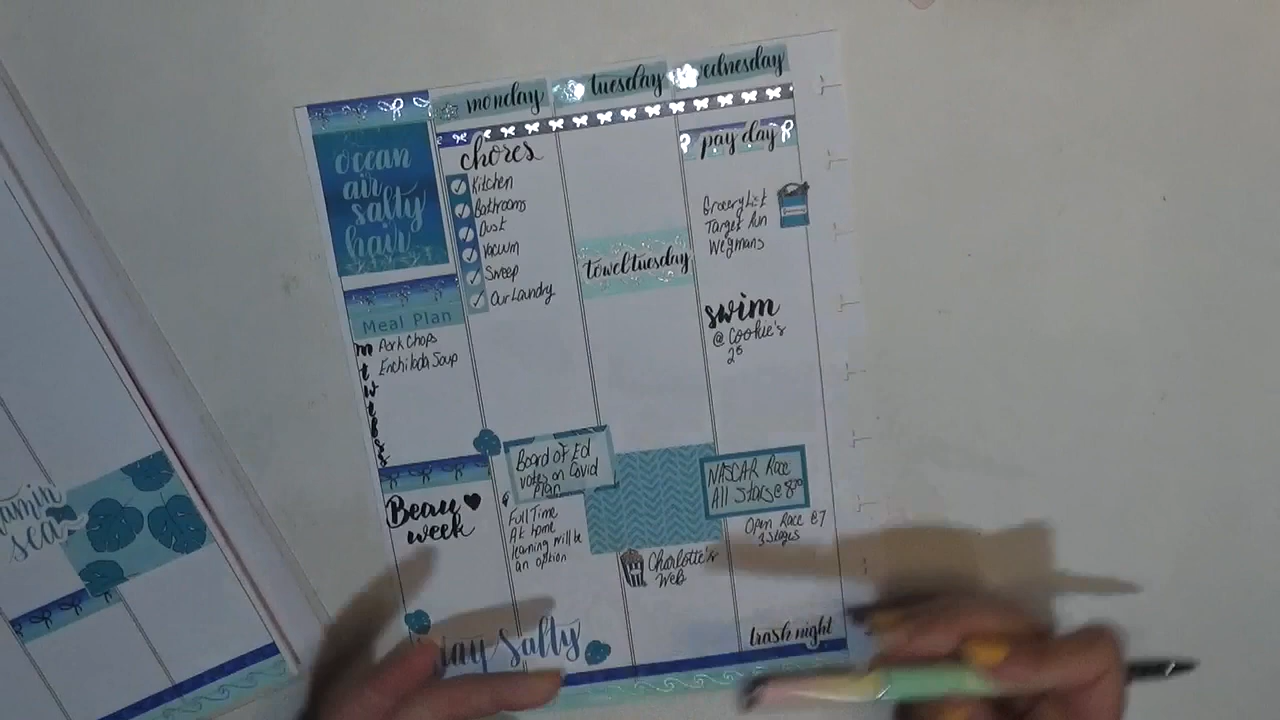 monday
tuesday
wednesday
ocean
air
salty
hair
chores
Kitchen
Bathrooms
Dust
Vacuum
Sweep
Our Laundry
towel tuesday
pay day
Grocery List
Target Run
Wegmans
swim
@ Cookie's
Meal Plan
m Pork Chops
t Enchilada Soup
w
t
f
s
s
Beau
week
Board of Ed
votes on Covid
Plan
Full Time
At home
learning will be
an option
NASCAR Race
All Stars @
Open Race @7
3 Stages
Charlotte's
Web
stay salty
trash night
sea